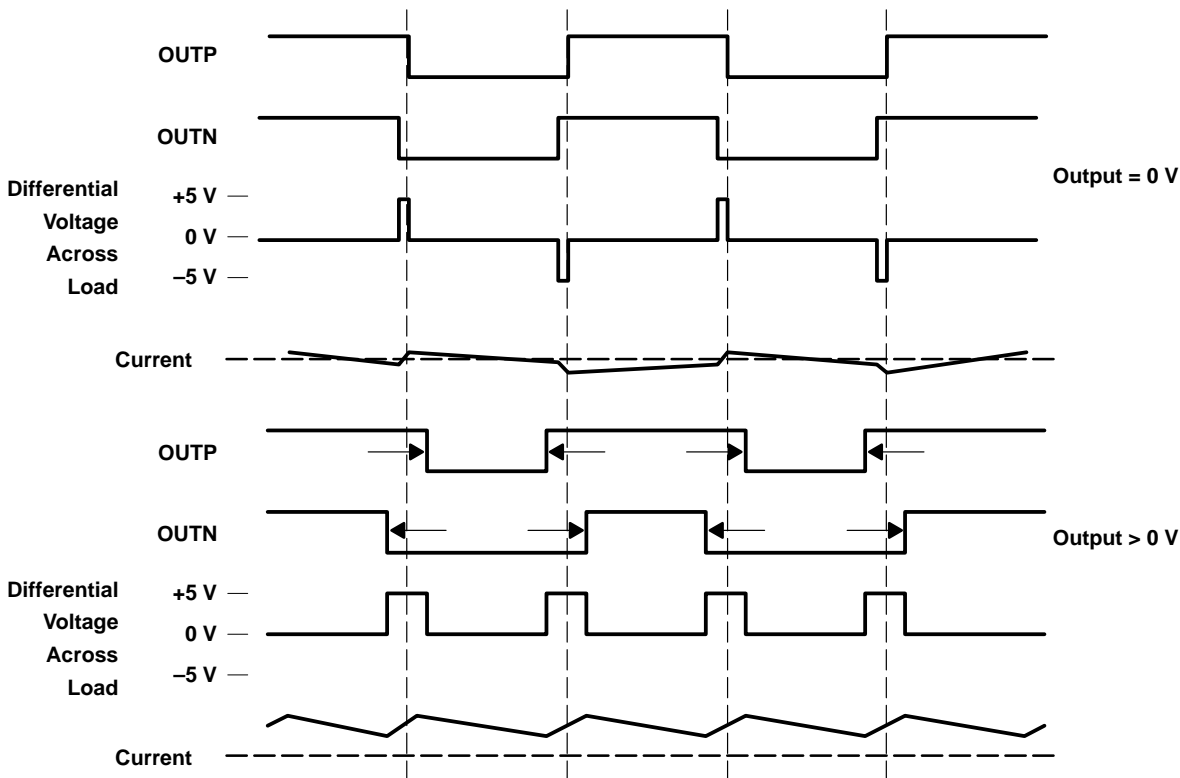 OUTP
OUTN
Output = 0 V
Differential
Voltage
Across
Load
+5 V
0 V
–5 V
Current
OUTP
OUTN
Output > 0 V
Differential
Voltage
Across
Load
+5 V
0 V
–5 V
Current